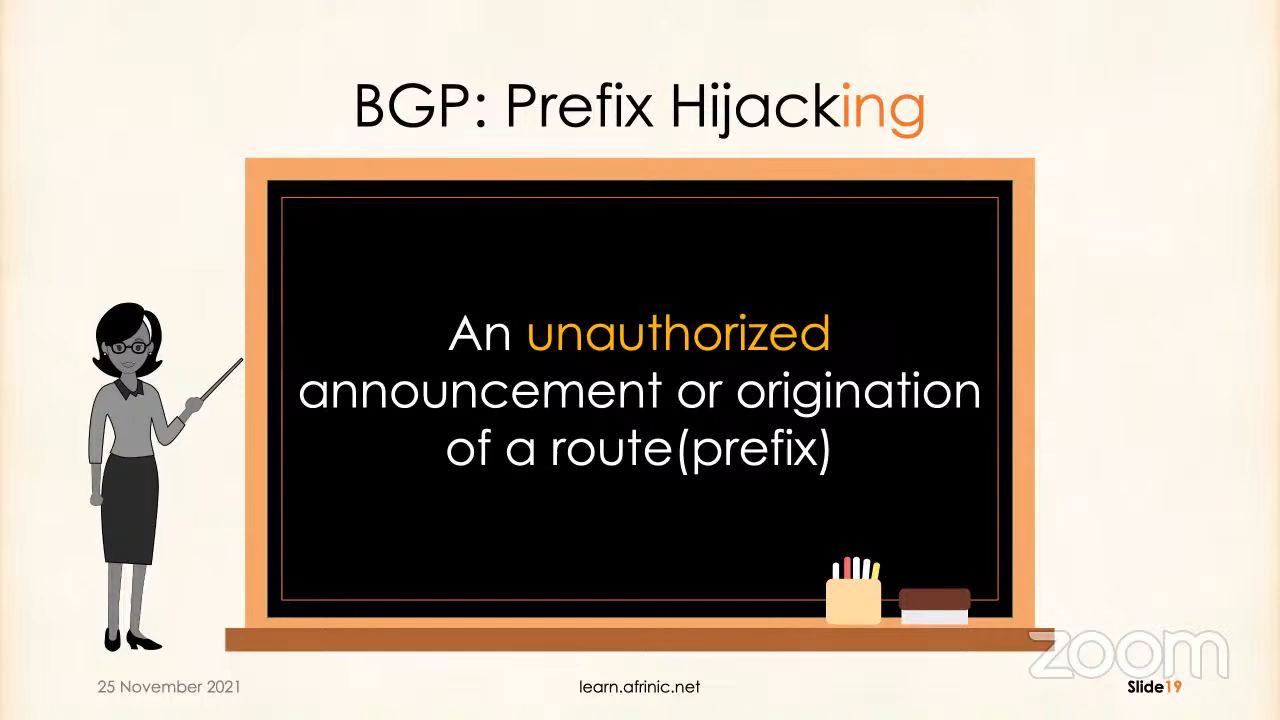 BGP: Prefix Hijacking
An unauthorized
announcement or origination
of a route(prefix)
zoom
25 November 2021
learn.afrinic.net
Slide19